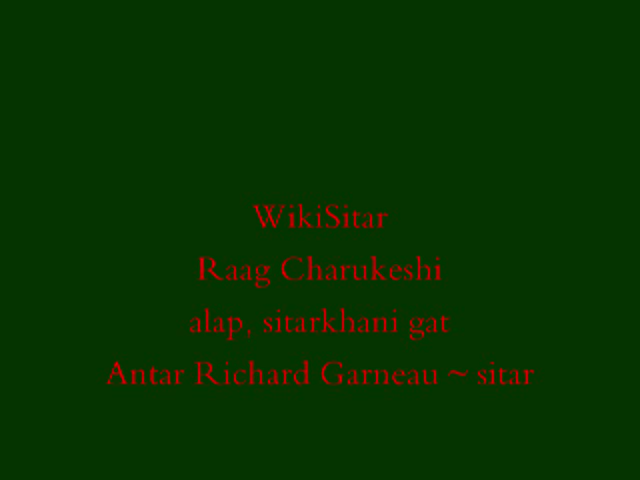 WikiSitar
Raag Charukeshi
alap, sitarkhani gat
Antar Richard Garneau ~ sitar